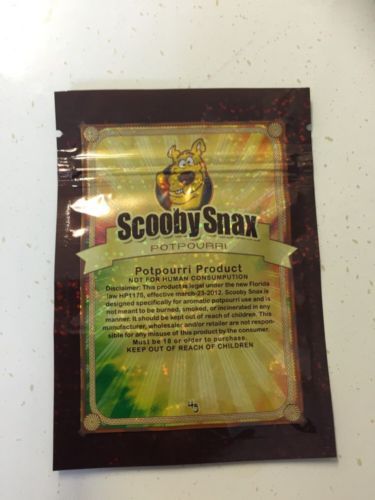 Scooby Snax
POTPOURRI
Potpourri Product
NOT FOR HUMAN CONSUMPUTION
Disclaimer: This product is legal under the new Florida
law HP1175, effective march-23-2012. Scooby Snax is
designed specifically for aromatic potpourri use and is
not meant to be burned, smoked, or incinerated in any
manner. It should be kept out of reach of children. This
manufacturer, wholesaler and/or retailer are not respon-
sible for any misuse of this product by the consumer.
Must be 18 or order to purchase.
KEEP OUT OF REACH OF CHILDREN
45